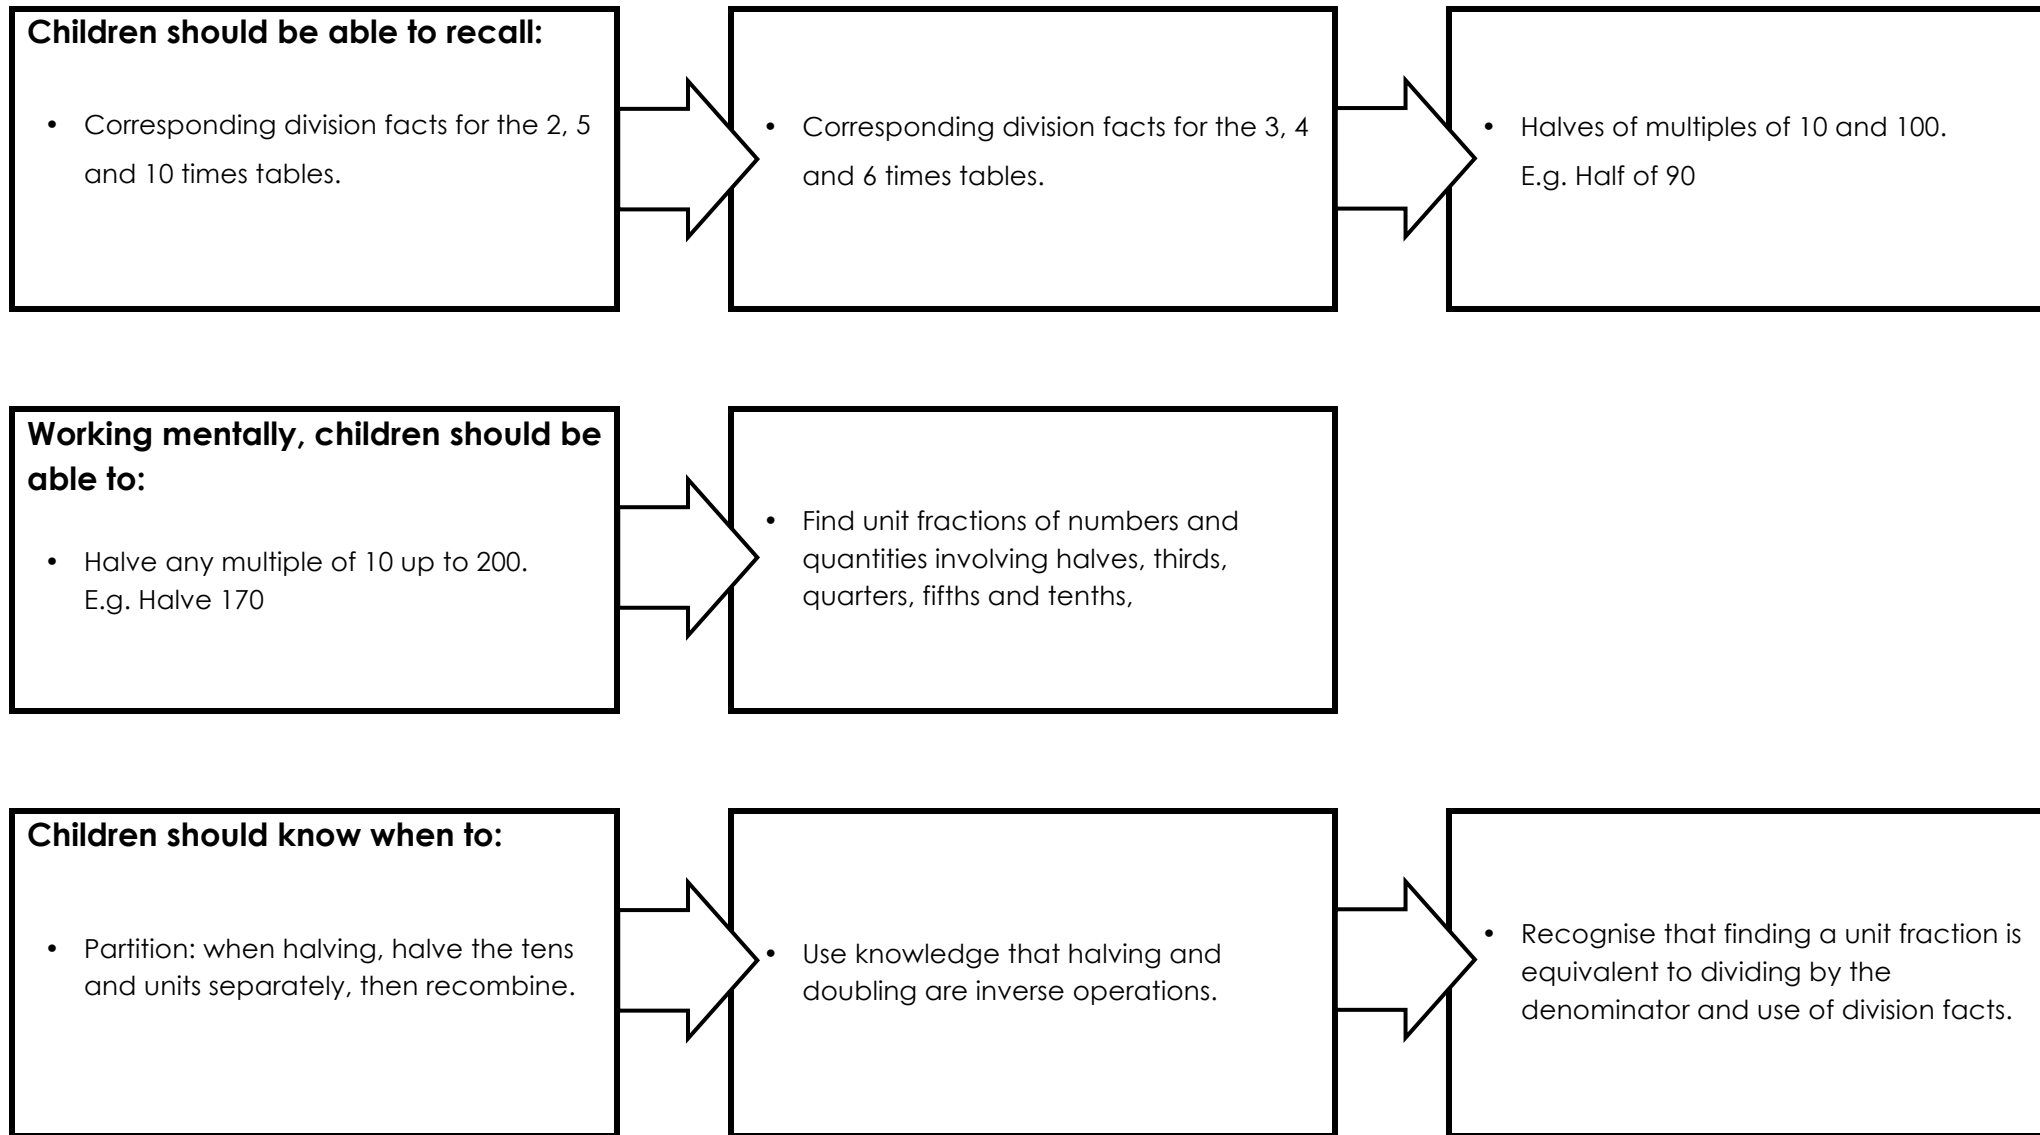 Children should be able to recall:
• Corresponding division facts for the 2, 5
and 10 times tables.
• Corresponding division facts for the 3, 4
and 6 times tables.
• Halves of multiples of 10 and 100.
E.g. Half of 90
Working mentally, children should be
able to:
• Halve any multiple of 10 up to 200.
E.g. Halve 170
• Find unit fractions of numbers and
quantities involving halves, thirds,
quarters, fifths and tenths,
Children should know when to:
• Partition: when halving, halve the tens
and units separately, then recombine.
• Use knowledge that halving and
doubling are inverse operations.
• Recognise that finding a unit fraction is
equivalent to dividing by the
denominator and use of division facts.